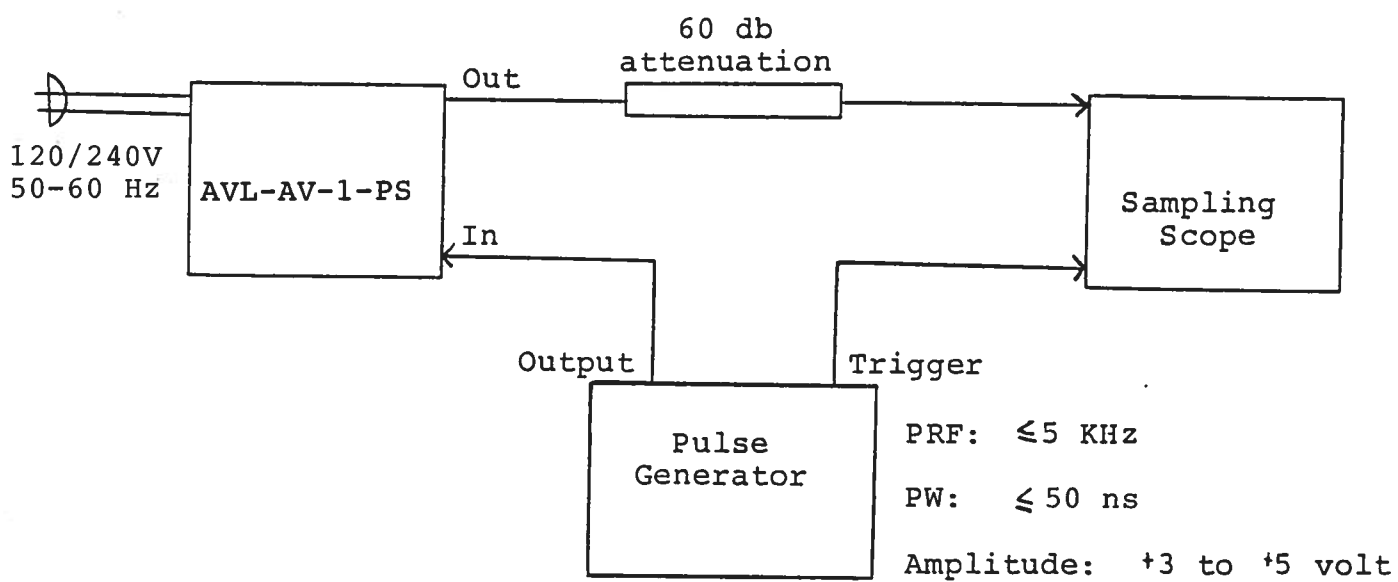 60 db
attenuation
Out
120/240V
50-60 Hz
AVL-AV-1-PS
In
Sampling
Scope
Output
Trigger
Pulse
Generator
PRF: ≤5 KHz
PW: ≤ 50 ns
Amplitude: +3 to +5 volt